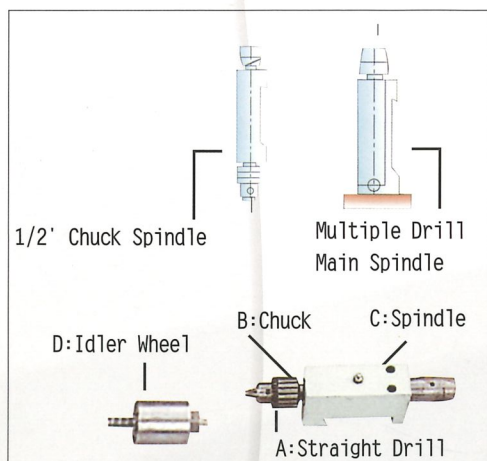 1/2' Chuck Spindle
Multiple Drill
Main Spindle
B:Chuck
C:Spindle
D:Idler Wheel
A:Straight Drill